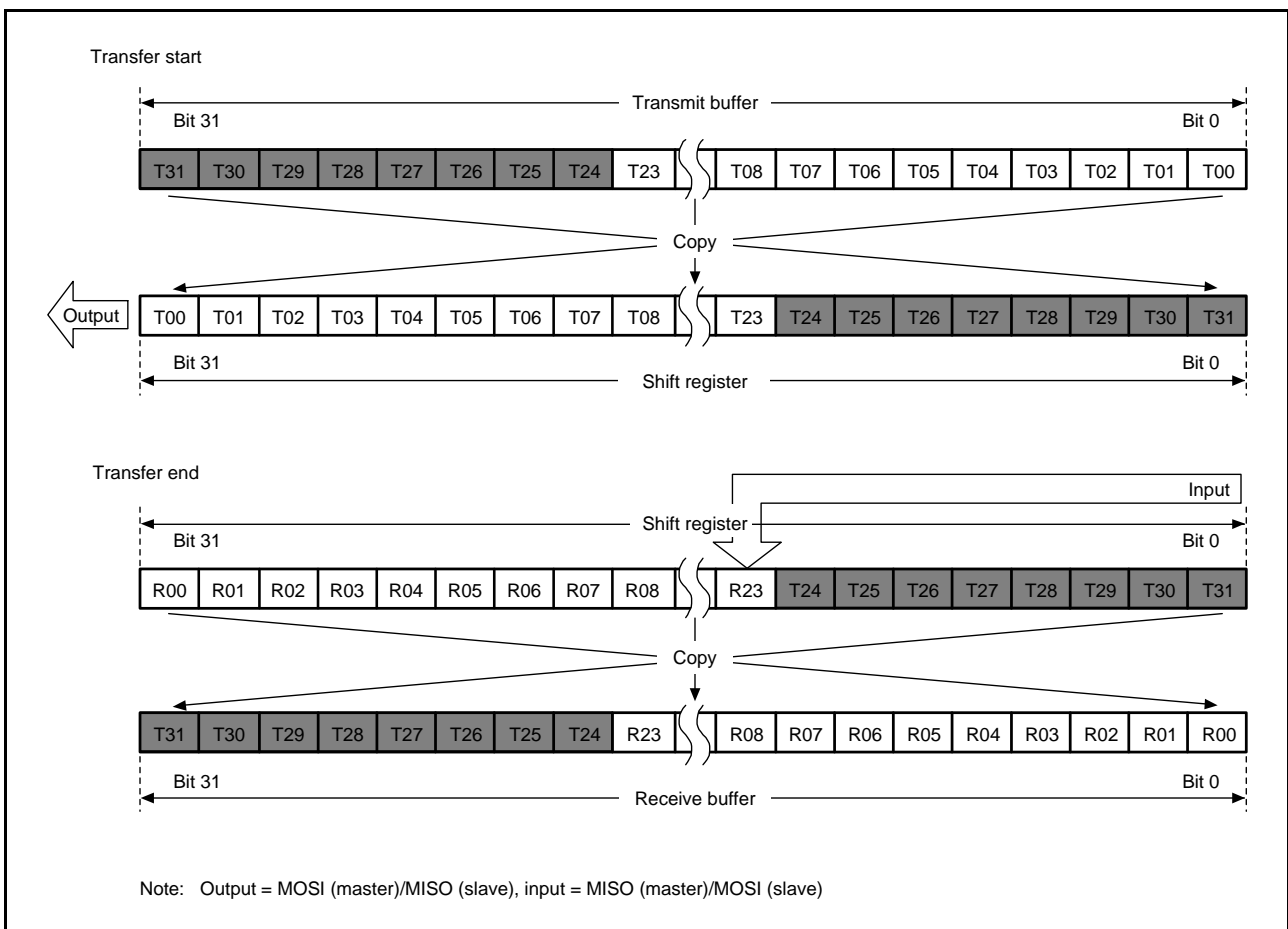 Transfer start
Transmit buffer
Bit 31 Bit 0
T31 T30 T29 T28 T27 T26 T25 T24 T23 T08 T07 T06 T05 T04 T03 T02 T01 T00
Copy
Output T00 T01 T02 T03 T04 T05 T06 T07 T08 T23 T24 T25 T26 T27 T28 T29 T30 T31
Bit 31 Bit 0
Shift register
Transfer end
Input
Shift register
Bit 31 Bit 0
R00 R01 R02 R03 R04 R05 R06 R07 R08 R23 T24 T25 T26 T27 T28 T29 T30 T31
Copy
T31 T30 T29 T28 T27 T26 T25 T24 R23 R08 R07 R06 R05 R04 R03 R02 R01 R00
Bit 31 Bit 0
Receive buffer
Note: Output = MOSI (master)/MISO (slave), input = MISO (master)/MOSI (slave)